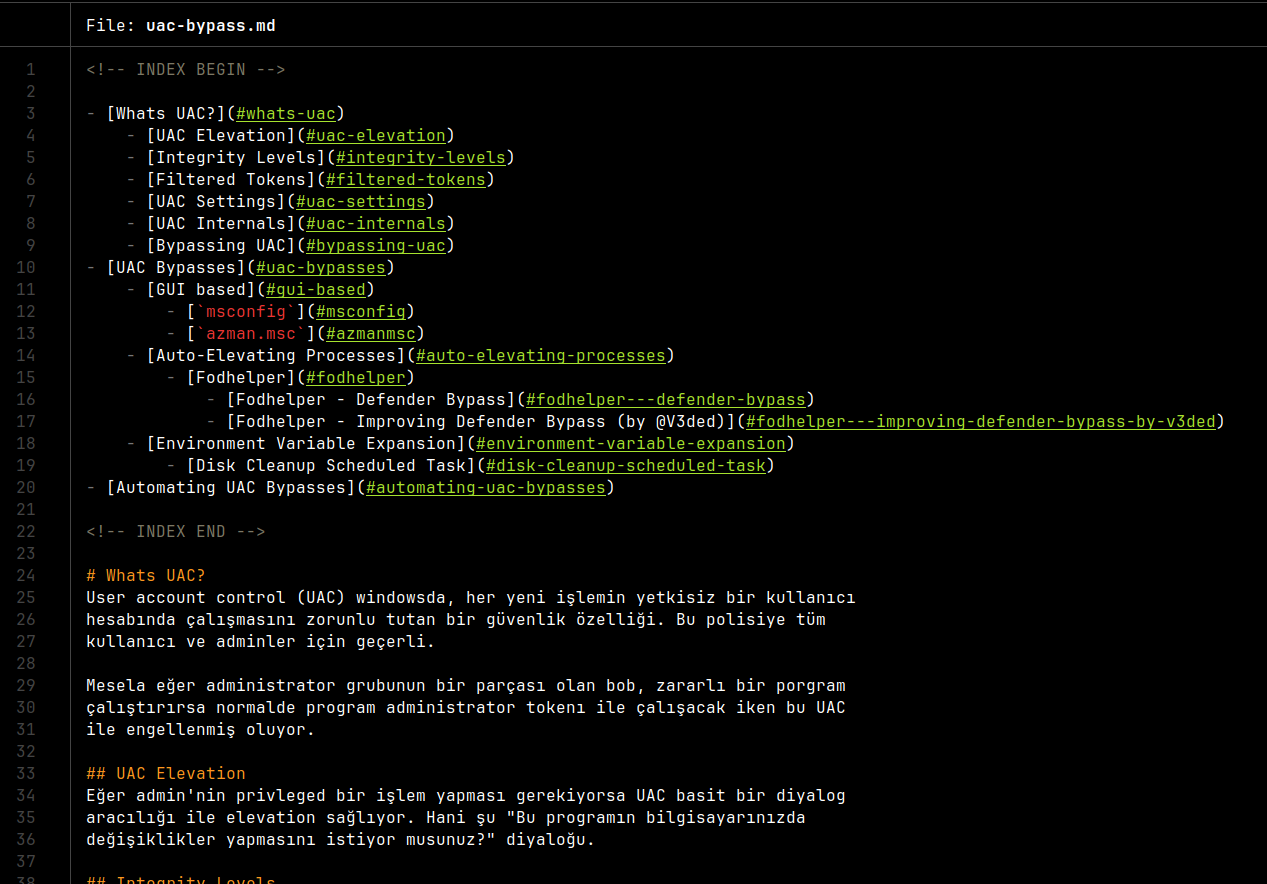 File: uac-bypass.md
1 <!-- INDEX BEGIN -->
2
3 - [Whats UAC?](#whats-uac)
4     - [UAC Elevation](#uac-elevation)
5     - [Integrity Levels](#integrity-levels)
6     - [Filtered Tokens](#filtered-tokens)
7     - [UAC Settings](#uac-settings)
8     - [UAC Internals](#uac-internals)
9     - [Bypassing UAC](#bypassing-uac)
10 - [UAC Bypasses](#uac-bypasses)
11     - [GUI based](#gui-based)
12         - [`msconfig`](#msconfig)
13         - [`azman.msc`](#azmanmsc)
14     - [Auto-Elevating Processes](#auto-elevating-processes)
15         - [Fodhelper](#fodhelper)
16             - [Fodhelper - Defender Bypass](#fodhelper---defender-bypass)
17             - [Fodhelper - Improving Defender Bypass (by @V3ded)](#fodhelper---improving-defender-bypass-by-v3ded)
18     - [Environment Variable Expansion](#environment-variable-expansion)
19         - [Disk Cleanup Scheduled Task](#disk-cleanup-scheduled-task)
20 - [Automating UAC Bypasses](#automating-uac-bypasses)
21
22 <!-- INDEX END -->
23
24 # Whats UAC?
25 User account control (UAC) windowsda, her yeni işlemin yetkisiz bir kullanıcı
26 hesabında çalışmasını zorunlu tutan bir güvenlik özelliği. Bu polisiye tüm
27 kullanıcı ve adminler için geçerli.
28
29 Mesela eğer administrator grubunun bir parçası olan bob, zararlı bir porgram
30 çalıştırırsa normalde program administrator tokenı ile çalışacak iken bu UAC
31 ile engellenmiş oluyor.
32
33 ## UAC Elevation
34 Eğer admin'nin privleged bir işlem yapması gerekiyorsa UAC basit bir diyalog
35 aracılığı ile elevation sağlıyor. Hani şu "Bu programın bilgisayarınızda
36 değişiklikler yapmasını istiyor musunuz?" diyaloğu.
37
38 ## Integrity Levels